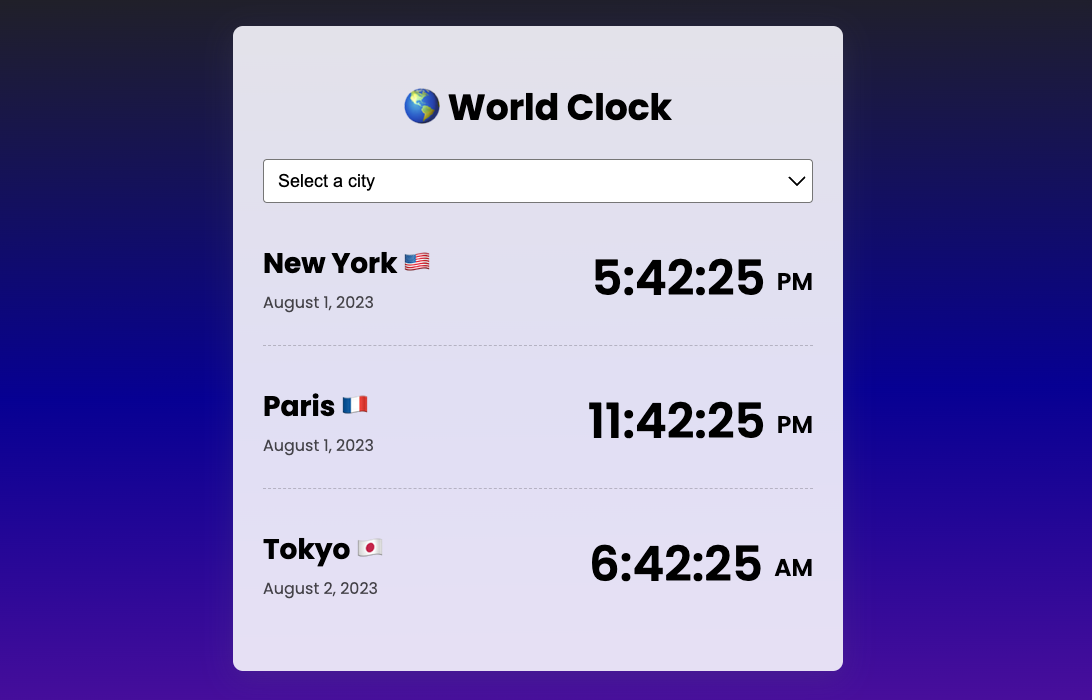 World Clock
Select a city
New York
5:42:25 PM
August 1, 2023
Paris
11:42:25 PM
August 1, 2023
Tokyo
6:42:25 AM
August 2, 2023